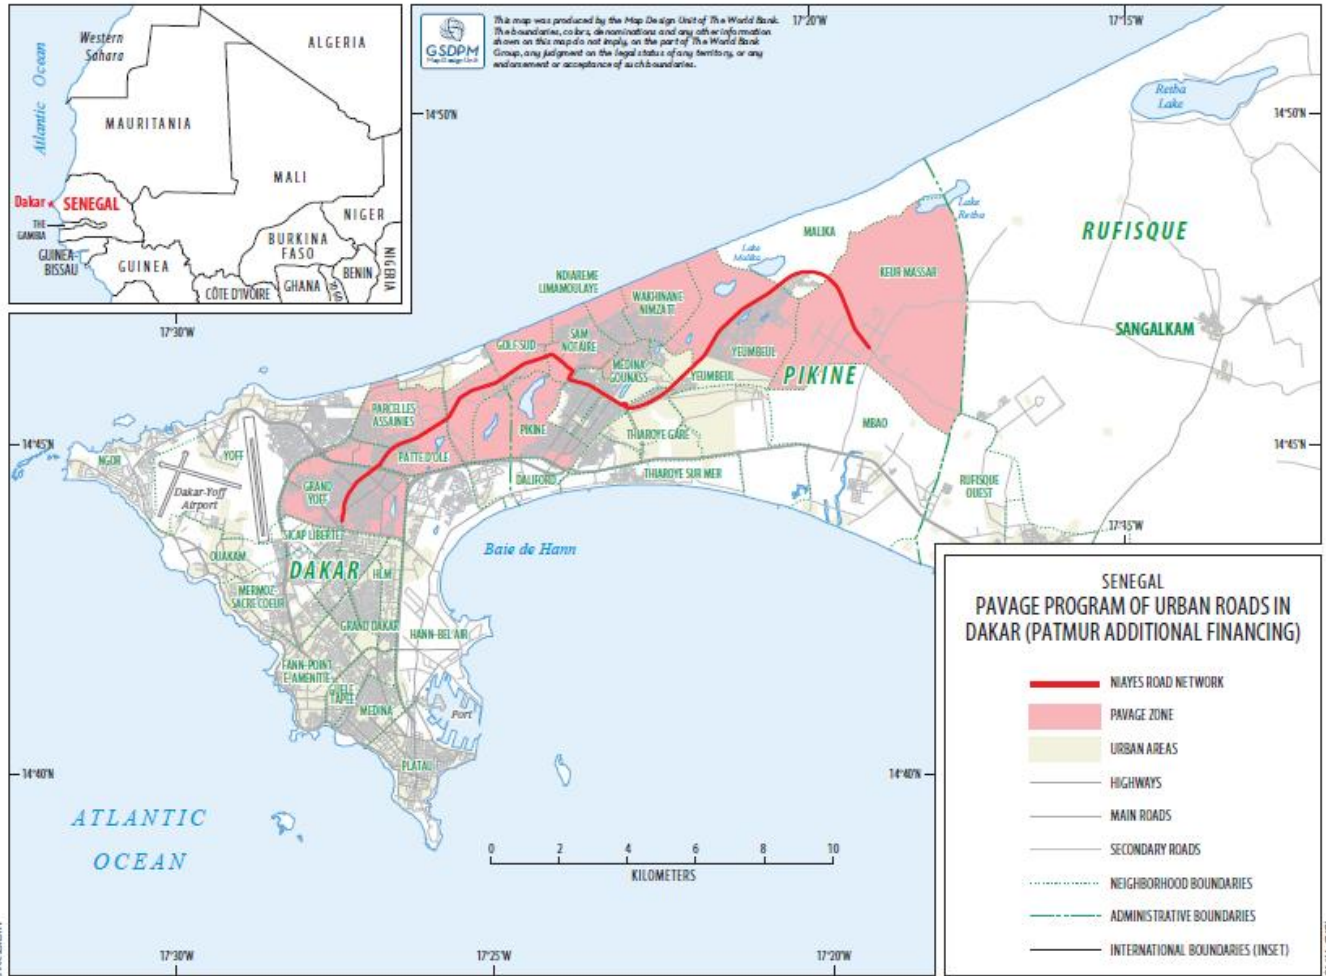 Western
Sahara
ALGERIA
Atlantic Ocean
MAURITANIA
MALI
Dakar
SENEGAL
THE
GAMBIA
NIGER
BURKINA
FASO
GUINEA-
BISSAU
GUINEA
BENIN
NIGERIA
CÔTE D'IVOIRE
GHANA
GSDPM
Map Design Unit
This map was produced by the Map Design Unit of The World Bank.
The boundaries, colors, denominations and any other information
shown on this map do not imply, on the part of The World Bank
Group, any judgment on the legal status of any territory, or any
endorsement or acceptance of such boundaries.
17°20'W
17°15'W
14°50'N
14°50'N
Retba
Lake
Lake
Retba
MALIKA
RUFISQUE
Lake
Malika
KEUR MASSAR
NDIAREME
LIMAMOULAYE
WAKHINANE
NIMZATT
17°30'W
SANGALKAM
GOLE SUD
SAM
NOTAIRE
YEUMBEUL
MEDINA
GOUNASS
YEUMBEUL
PIKINE
PARCELLES
ASSAINIES
MBAO
PIKINE
THIAROYE GARE
14°45'N
14°45'N
YOFF
NGOR
PATTE D'OLE
THIAROYE SUR MER
DALIFORD
GRAND
YOFF
RUFISQUE
OUEST
Dakar-Yoff
Airport
17°15'W
SICAP LIBERTE
Baie de Hann
OUAKAM
DAKAR
HLM
MERMOZ-
SACRE COEUR
GRAND DAKAR
HANN-BEL AIR
FANN-POINT
E-AMENITIE
GUELE
TAPEE
MEDINA
Port
PLATAU
14°40'N
14°40'N
ATLANTIC
OCEAN
0 2 4 6 8 10
KILOMETERS
17°30'W
17°25'W
17°20'W
SENEGAL
PAVAGE PROGRAM OF URBAN ROADS IN
DAKAR (PATMUR ADDITIONAL FINANCING)
NIAYES ROAD NETWORK
PAVAGE ZONE
URBAN AREAS
HIGHWAYS
MAIN ROADS
SECONDARY ROADS
NEIGHBORHOOD BOUNDARIES
ADMINISTRATIVE BOUNDARIES
INTERNATIONAL BOUNDARIES (INSET)